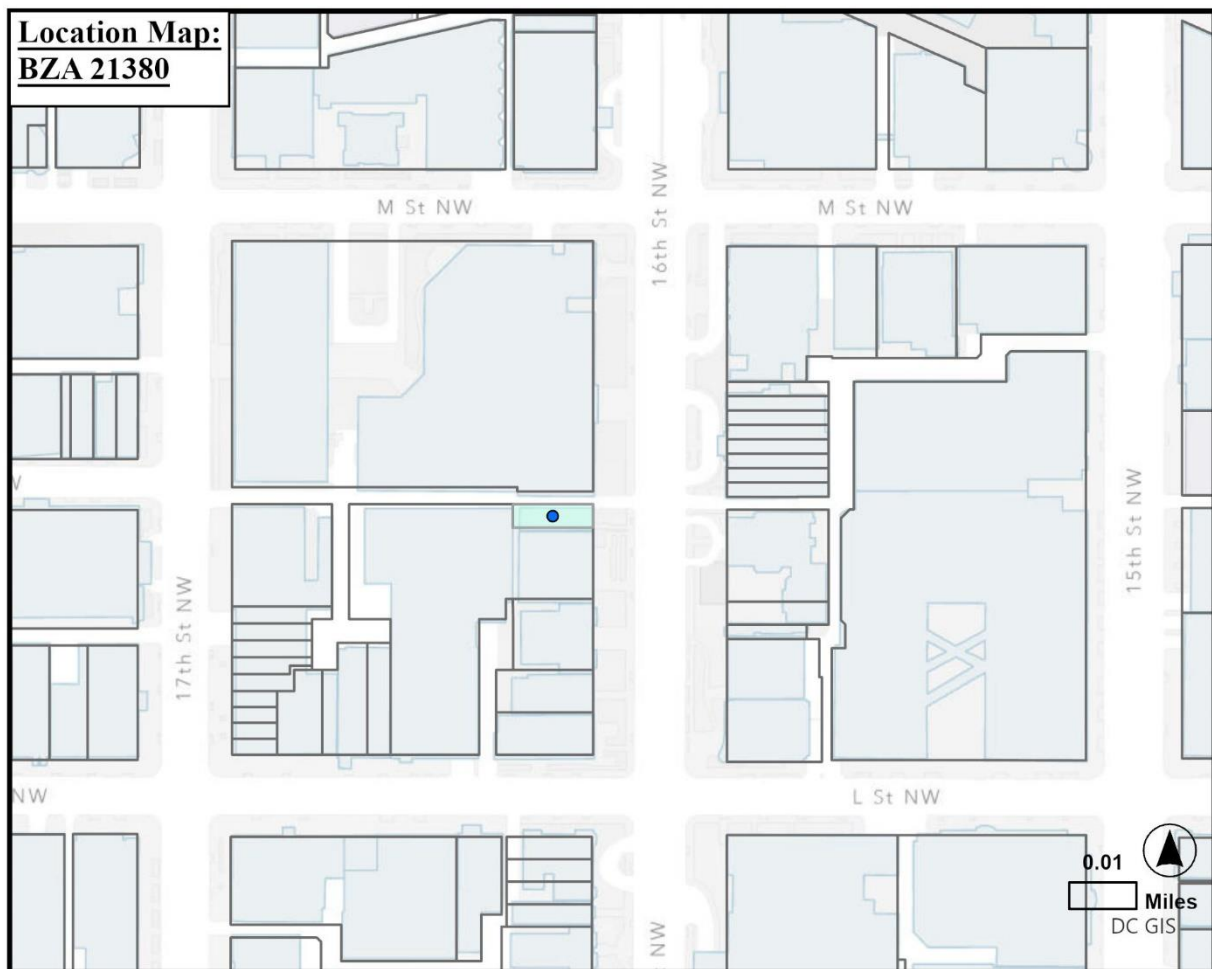 Location Map:
BZA 21380
M St NW
M St NW
16th St NW
W
15th St NW
17th St NW
NW
L St NW
NW
0.01
Miles
DC GIS